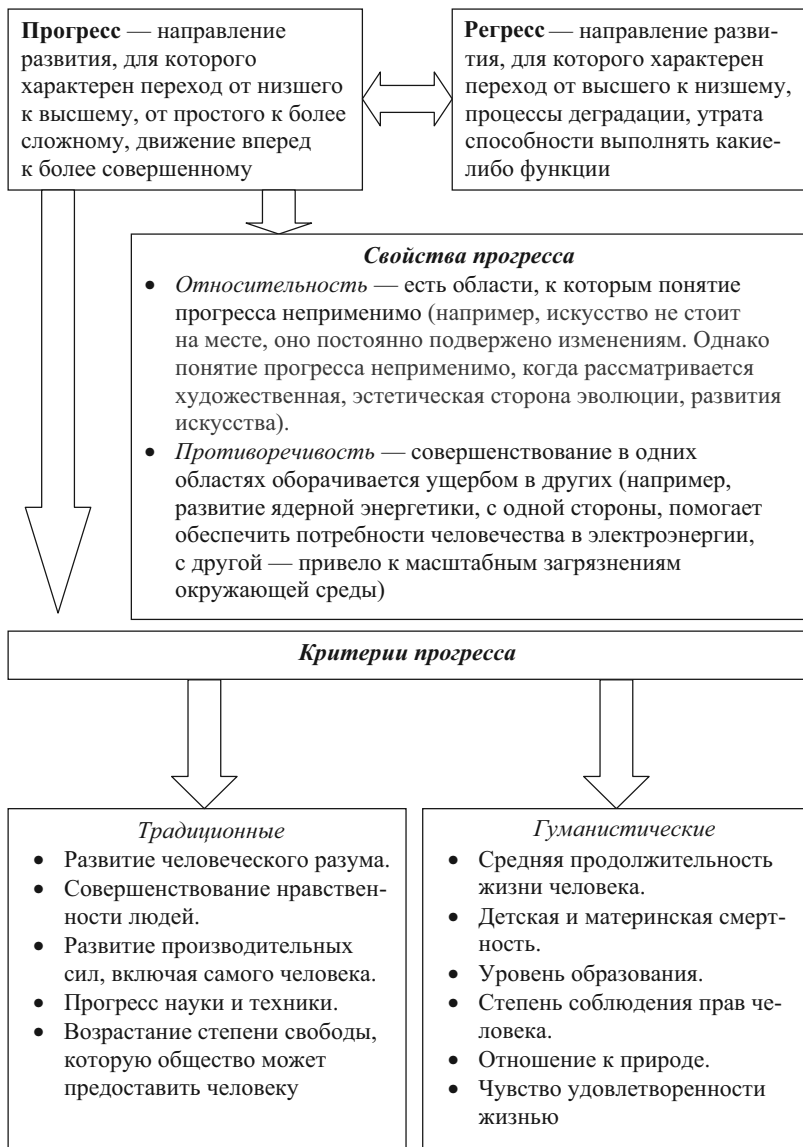 Прогресс — направление
развития, для которого
характерен переход от низшего
к высшему, от простого к более
сложному, движение вперед
к более совершенному
Регресс — направление разви-
тия, для которого характерен
переход от высшего к низшему,
процессы деградации, утрата
способности выполнять какие-
либо функции
Свойства прогресса
• Относительность — есть области, к которым понятие
прогресса неприменимо (например, искусство не стоит
на месте, оно постоянно подвержено изменениям. Однако
понятие прогресса неприменимо, когда рассматривается
художественная, эстетическая сторона эволюции, развития
искусства).
• Противоречивость — совершенствование в одних
областях оборачивается ущербом в других (например,
развитие ядерной энергетики, с одной стороны, помогает
обеспечить потребности человечества в электроэнергии,
с другой — привело к масштабным загрязнениям
окружающей среды)
Критерии прогресса
Традиционные
• Развитие человеческого разума.
• Совершенствование нравствен-
ности людей.
• Развитие производительных
сил, включая самого человека.
• Прогресс науки и техники.
• Возрастание степени свободы,
которую общество может
предоставить человеку
Гуманистические
• Средняя продолжительность
жизни человека.
• Детская и материнская смерт-
ность.
• Уровень образования.
• Степень соблюдения прав че-
ловека.
• Отношение к природе.
• Чувство удовлетворенности
жизнью